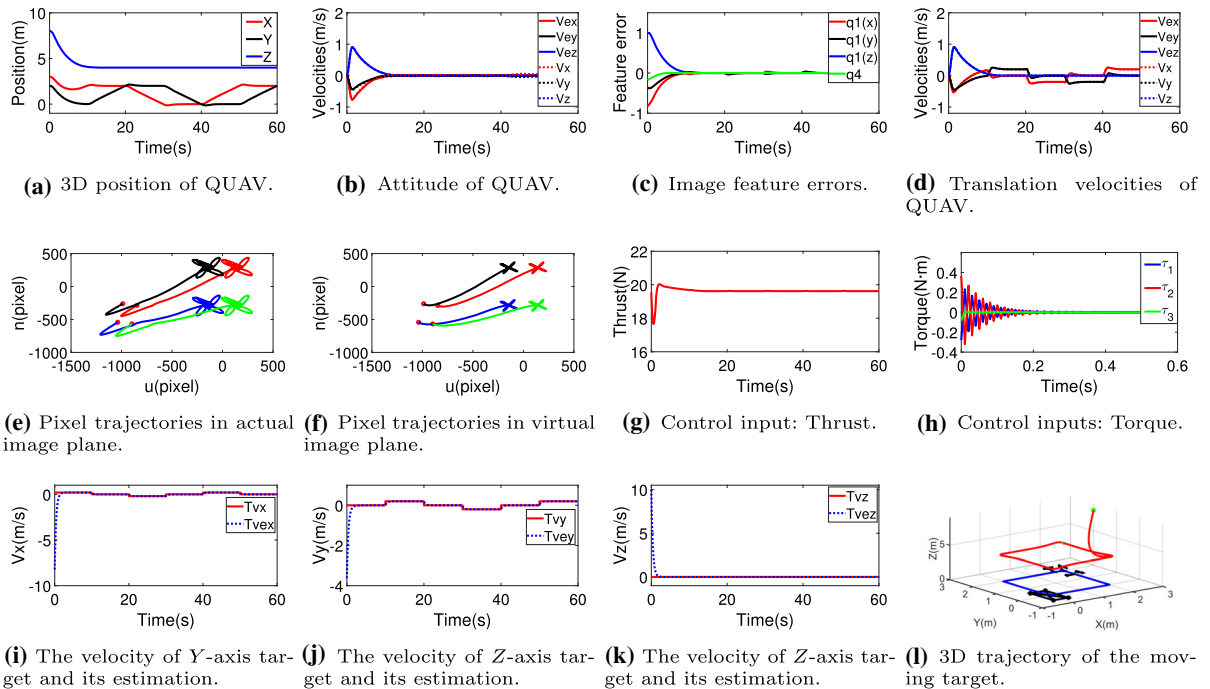 10
5
0
Position(m)
X
Y
Z
0 20 40 60
Time(s)
(a) 3D position of QUAV.
2
1
0
-1
Veloities(m/s)
Vex
Vey
Vez
Vx
Vy
Vz
0 20 40 60
Time(s)
(b) Attitude of QUAV.
1
0
-1
Feature error
q1(x)
q1(y)
q1(z)
q4
0 20 40 60
Time(s)
(c) Image feature errors.
2
1
0
-1
Velocities(m/s)
Vex
Vey
Vez
Vx
Vy
Vz
0 20 40 60
Time(s)
(d) Translation velocities of
QUAV.
500
0
-500
-1000
n(pixel)
-1500 -1000 -500 0 500
u(pixel)
(e) Pixel trajectories in actual
image plane.
500
0
-500
-1000
n(pixel)
-1500 -1000 -500 0 500
u(pixel)
(f) Pixel trajectories in virtual
image plane.
22
20
18
16
Thrust(N)
0 20 40 60
Time(s)
(g) Control input: Thrust.
0.4
0.2
0
-0.2
-0.4
Torque(N·m)
τ1
τ2
τ3
0 0.2 0.4 0.6
Time(s)
(h) Control inputs: Torque.
0
-5
-10
Vx(m/s)
Tvx
Tvex
0 20 40 60
Time(s)
(i) The velocity of Y-axis tar-
get and its estimation.
2
0
-2
-4
Vy(m/s)
Tvy
Tvey
0 20 40 60
Time(s)
(j) The velocity of Z-axis tar-
get and its estimation.
10
5
0
Vz(m/s)
Tvz
Tvez
0 20 40 60
Time(s)
(k) The velocity of Z-axis tar-
get and its estimation.
Z(m)
5
0
3
2
1
0
-1
Y(m)
-1
0
1
2
3
X(m)
(l) 3D trajectory of the mov-
ing target.